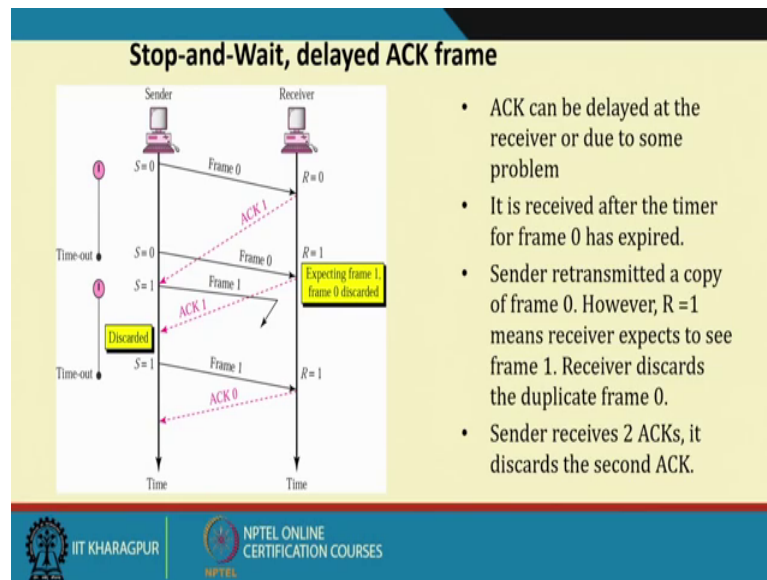 Stop-and-Wait, delayed ACK frame
Sender
Receiver
S = 0
Frame 0
R = 0
ACK 1
Time-out
S = 0
Frame 0
R = 1
Expecting frame 1,
frame 0 discarded
S = 1
Frame 1
ACK 1
Discarded
S = 1
Frame 1
R = 1
Time-out
ACK 0
Time
Time
• ACK can be delayed at the
receiver or due to some
problem
• It is received after the timer
for frame 0 has expired.
• Sender retransmitted a copy
of frame 0. However, R =1
means receiver expects to see
frame 1. Receiver discards
the duplicate frame 0.
• Sender receives 2 ACKs, it
discards the second ACK.
IIT KHARAGPUR
NPTEL
NPTEL ONLINE
CERTIFICATION COURSES